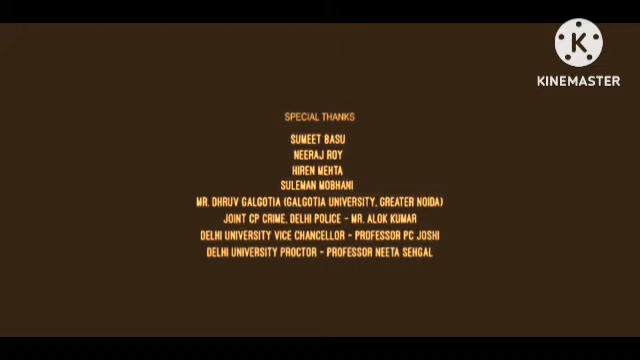 K
KINEMASTER
SPECIAL THANKS
SUMEET BASU
NEERAJ ROY
HIREN MEHTA
SULEMAN MOBHANI
MR. DHRUV GALGOTIA (GALGOTIA UNIVERSITY, GREATER NOIDA)
JOINT CP CRIME, DELHI POLICE - MR. ALOK KUMAR
DELHI UNIVERSITY VICE CHANCELLOR - PROFESSOR PC JOSHI
DELHI UNIVERSITY PROCTOR - PROFESSOR NEETA SEHGAL